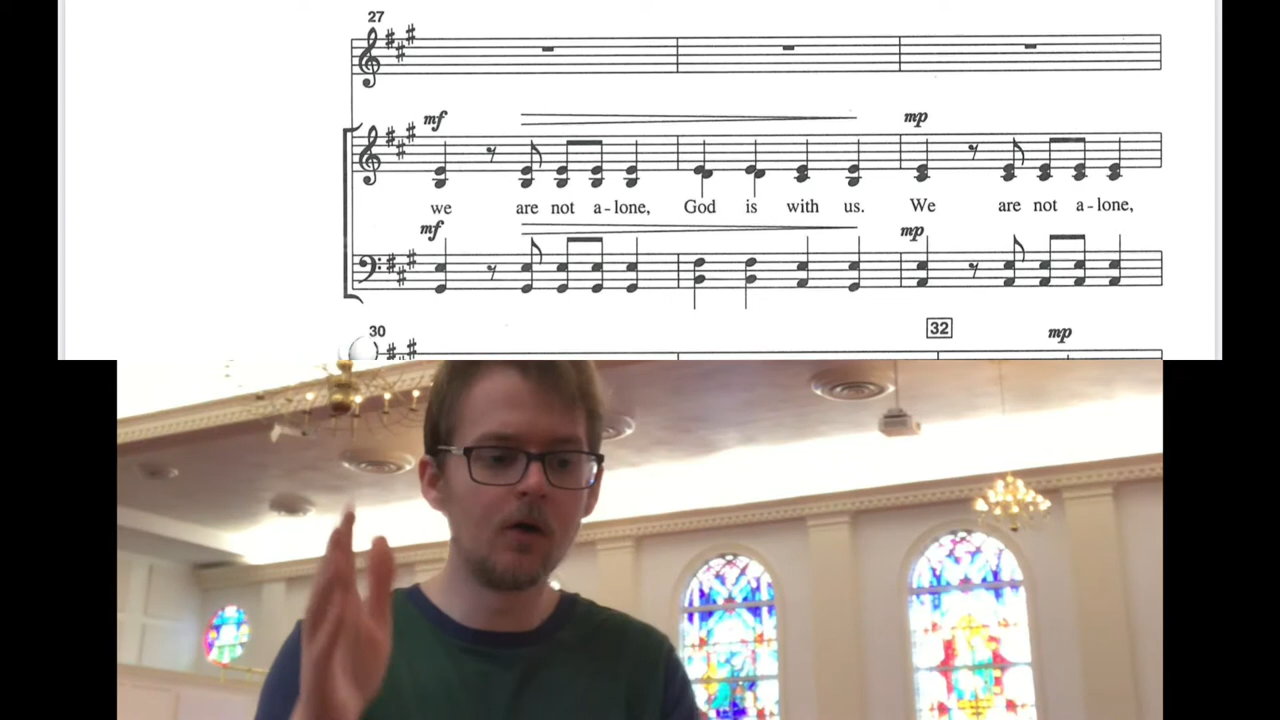 27
mf mp
we are not a-lone, God is with us. We are not a-lone,
mf mp
30 32 mp